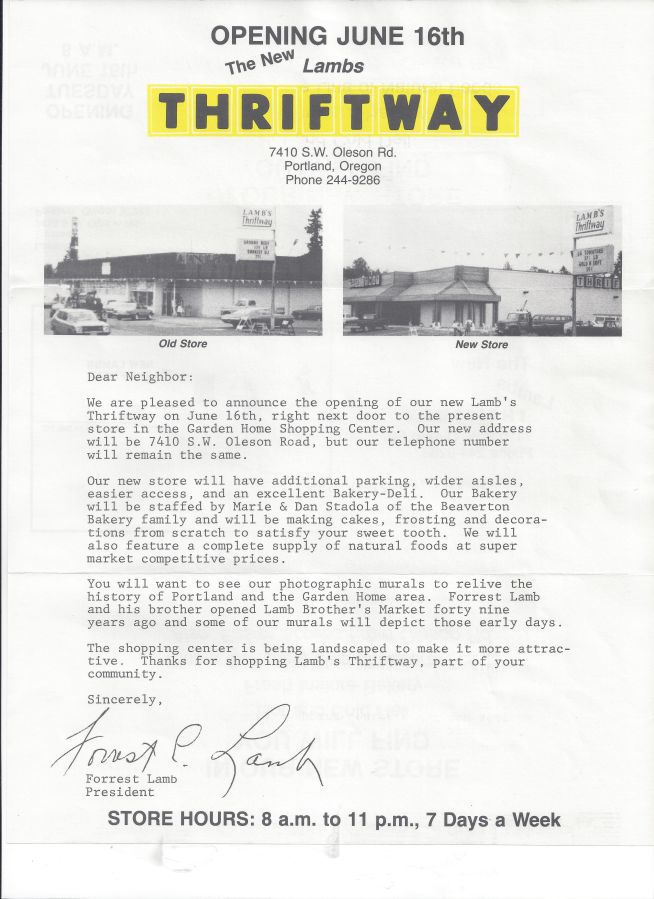 OPENING JUNE 16th
The New Lambs
THRIFTWAY
7410 S.W. Oleson Rd.
Portland, Oregon
Phone 244-9286
LAMB'S
Thriftway
LAMB'S
Thriftway
THRIF
Old Store
New Store
Dear Neighbor:
We are pleased to announce the opening of our new Lamb's
Thriftway on June 16th, right next door to the present
store in the Garden Home Shopping Center. Our new address
will be 7410 S.W. Oleson Road, but our telephone number
will remain the same.
Our new store will have additional parking, wider aisles,
easier access, and an excellent Bakery-Deli. Our Bakery
will be staffed by Marie & Dan Stadola of the Beaverton
Bakery family and will be making cakes, frosting and decora-
tions from scratch to satisfy your sweet tooth. We will
also feature a complete supply of natural foods at super
market competitive prices.
You will want to see our photographic murals to relive the
history of Portland and the Garden Home area. Forrest Lamb
and his brother opened Lamb Brother's Market forty nine
years ago and some of our murals will depict those early days.
The shopping center is being landscaped to make it more attrac-
tive. Thanks for shopping Lamb's Thriftway, part of your
community.
Sincerely,
Forrest C. Lamb
Forrest Lamb
President
STORE HOURS: 8 a.m. to 11 p.m., 7 Days a Week